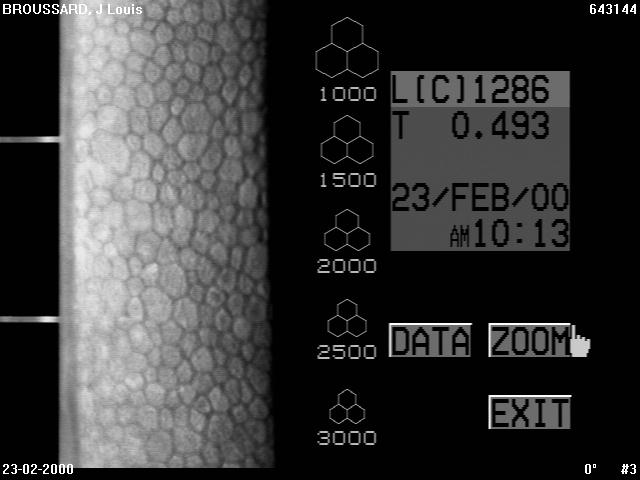 BROUSSARD, J Louis
643144
1000
1500
2000
2500
3000
L(C)1286
T 0.493
23/FEB/00
AM10:13
DATA ZOOM
EXIT
23-02-2000
0° #3